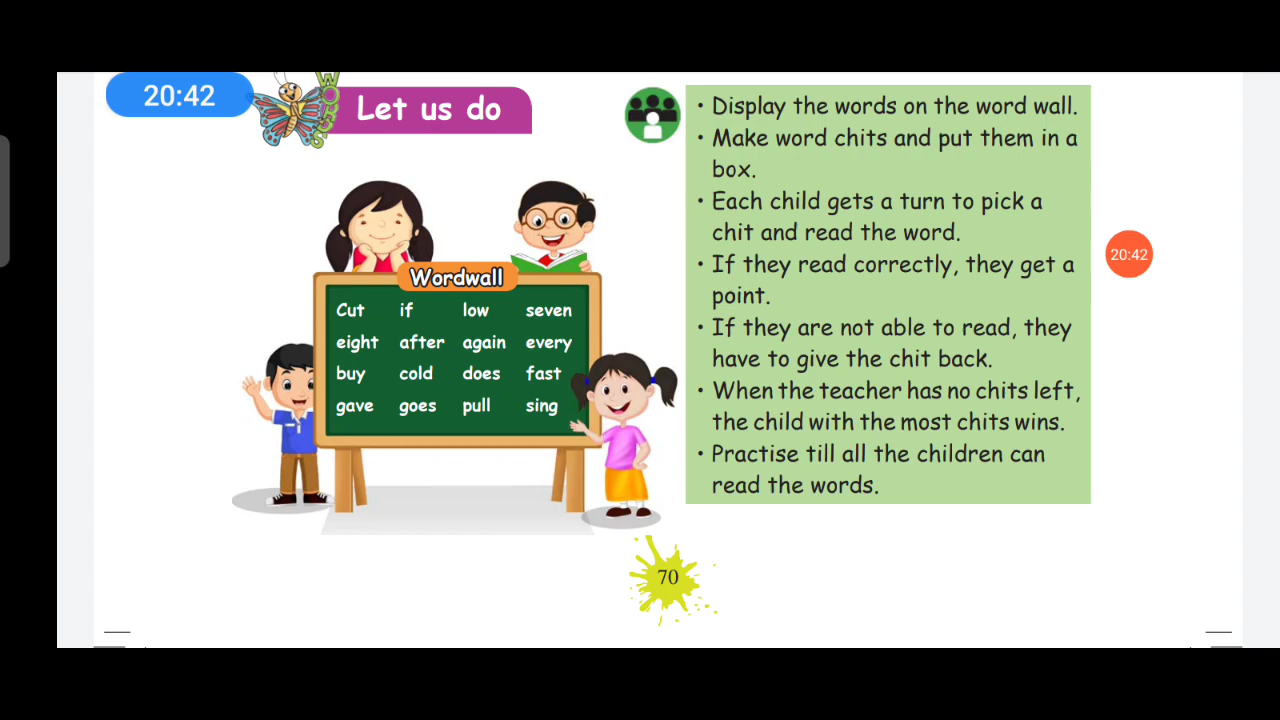 20:42
WORDS
Let us do
Wordwall
Cut if low seven
eight after again every
buy cold does fast
gave goes pull sing
• Display the words on the word wall.
• Make word chits and put them in a
box.
• Each child gets a turn to pick a
chit and read the word.
• If they read correctly, they get a
point.
• If they are not able to read, they
have to give the chit back.
• When the teacher has no chits left,
the child with the most chits wins.
• Practise till all the children can
read the words.
20:42
70